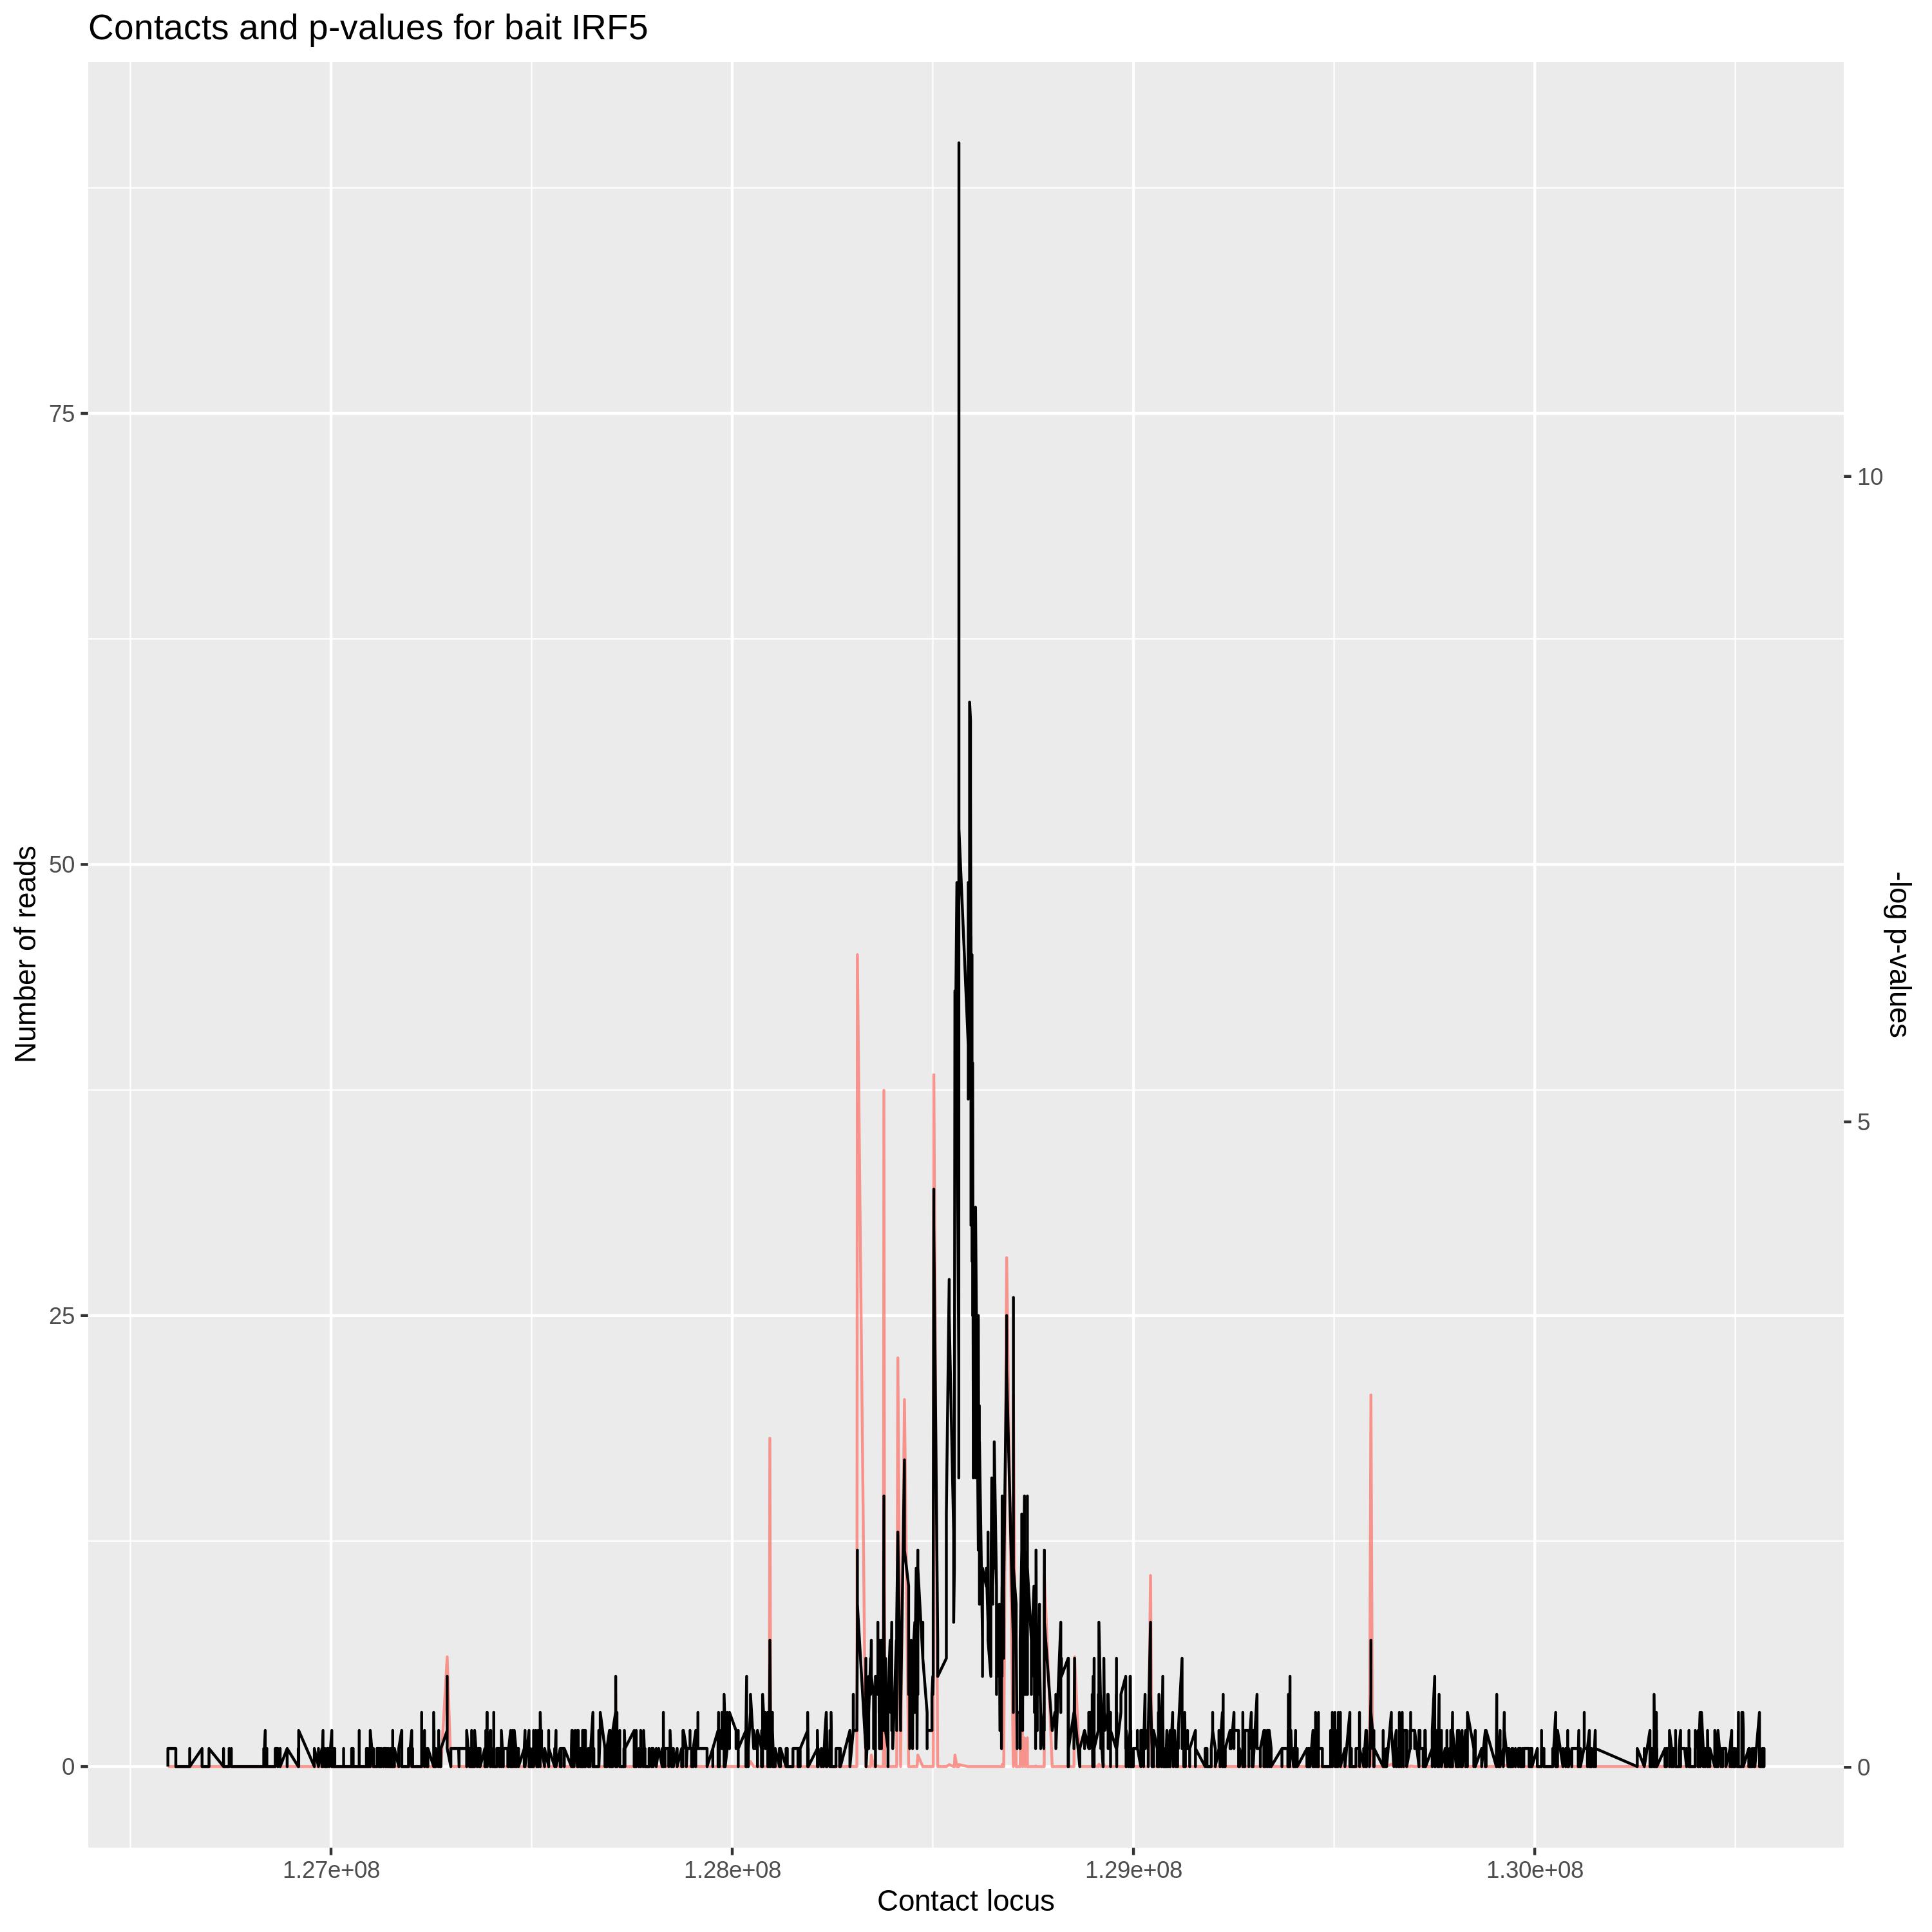 Contacts and p-values for bait IRF5
75
50
25
0
Number of reads
10
5
0
-log p-values
1.27e+08
1.28e+08
1.29e+08
1.30e+08
Contact locus